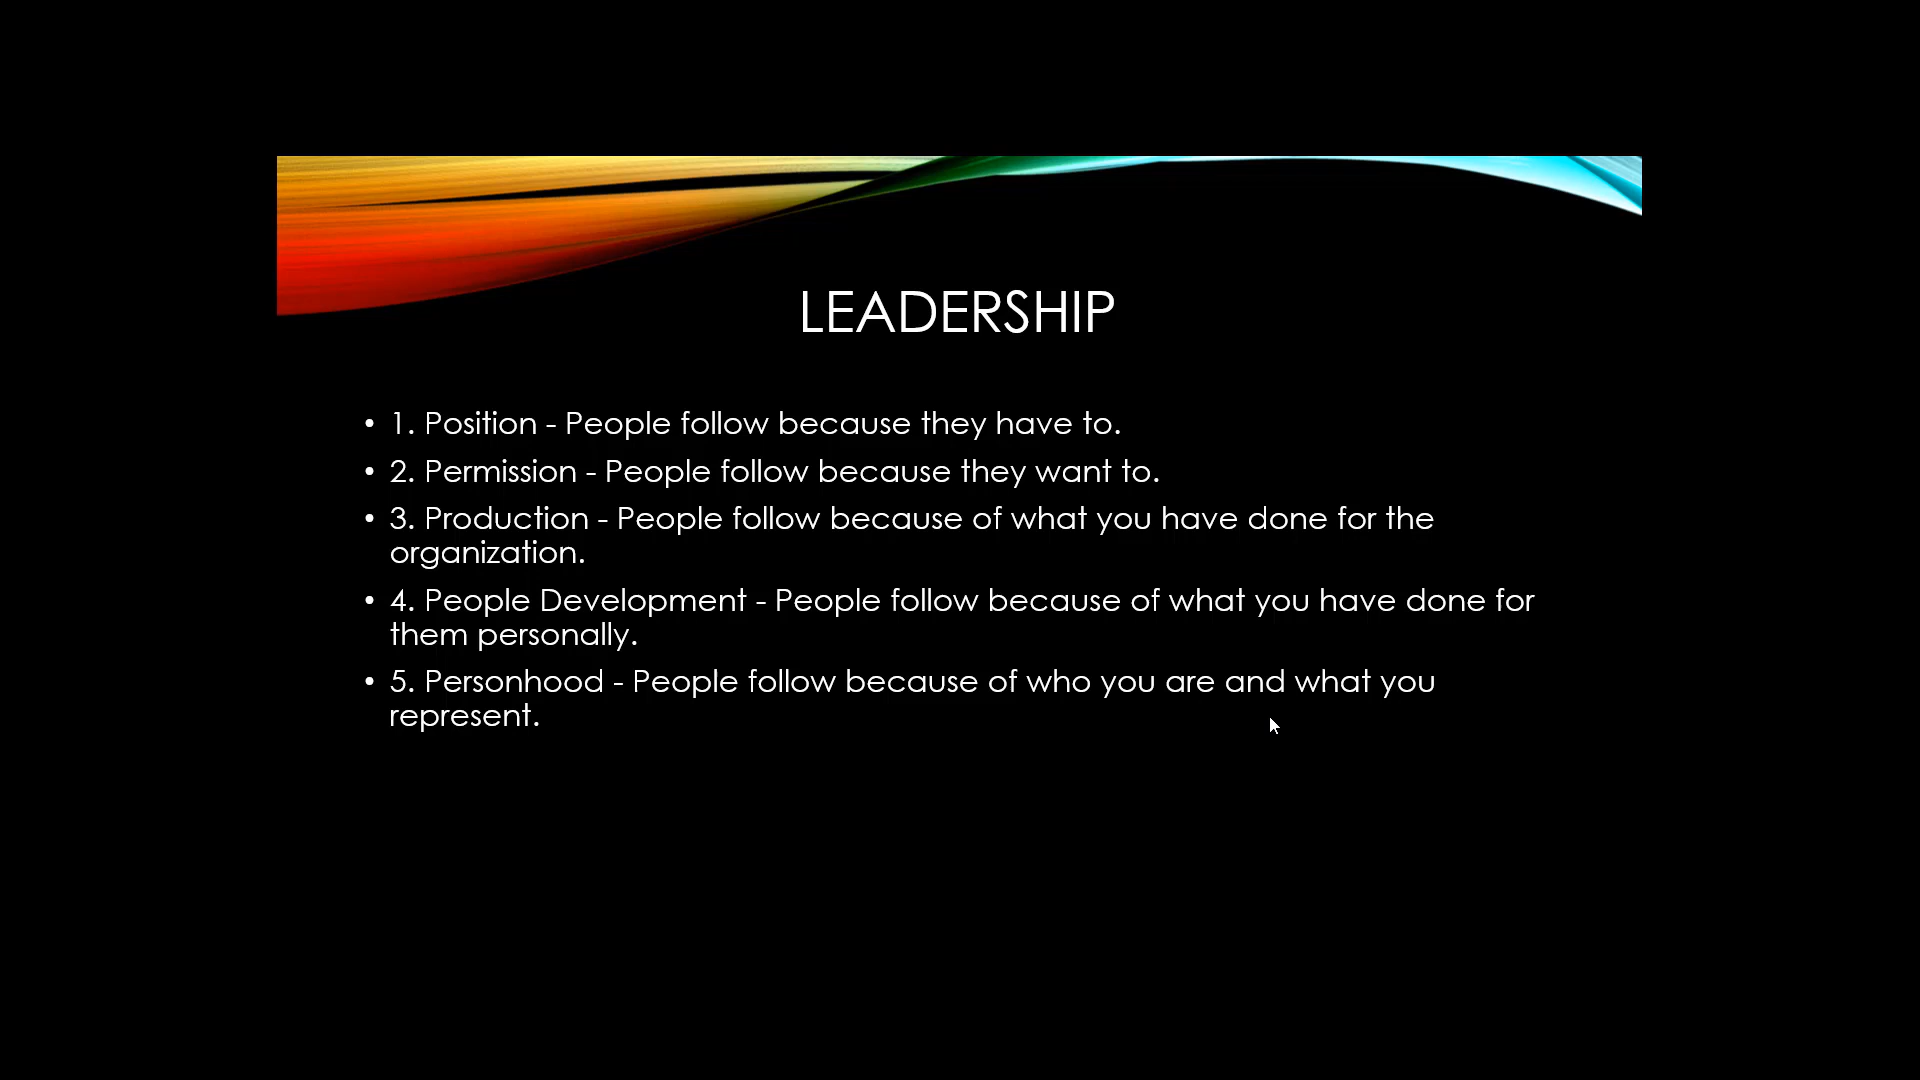 LEADERSHIP
• 1. Position - People follow because they have to.
• 2. Permission - People follow because they want to.
• 3. Production - People follow because of what you have done for the
organization.
• 4. People Development - People follow because of what you have done for
them personally.
• 5. Personhood - People follow because of who you are and what you
represent.